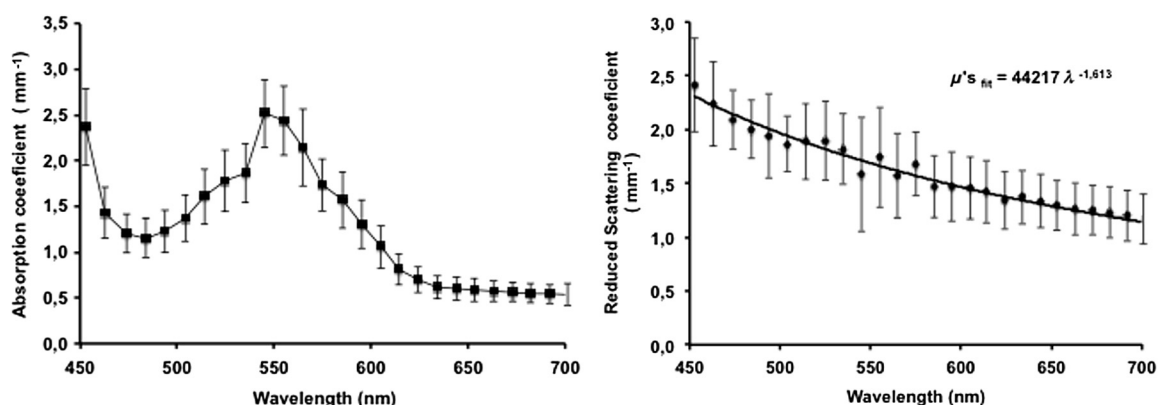 Absorption coeeficient ( mm-1)
3,5
3,0
2,5
2,0
1,5
1,0
0,5
0,0
450 500 550 600 650 700
Wavelength (nm)
Reduced Scattering coeeficient
( mm-1)
3,0
2,5
2,0
1,5
1,0
0,5
0,0
μ's fit = 44217 λ -1,613
450 500 550 600 650 700
Wavelength (nm)